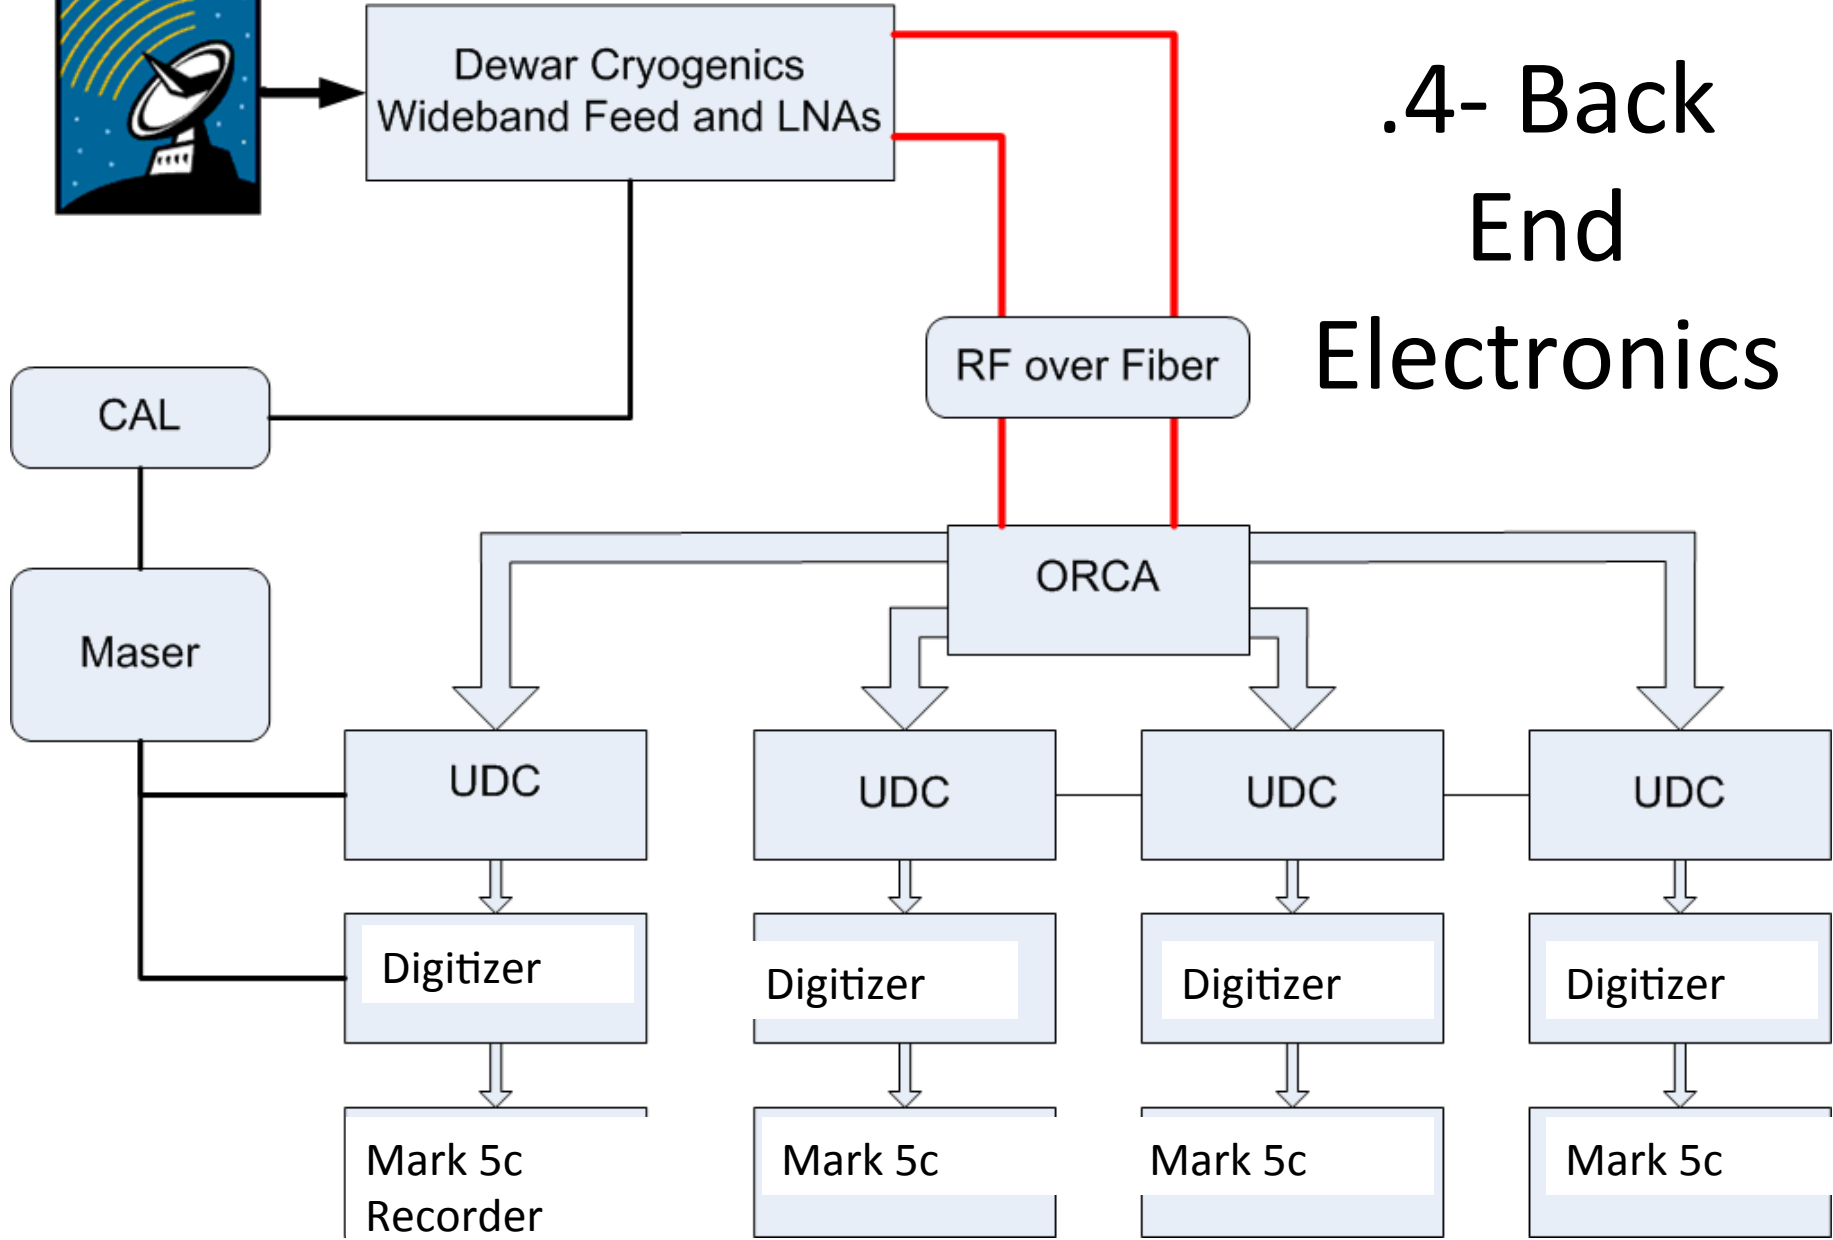 Dewar Cryogenics
Wideband Feed and LNAs
.4- Back
End
Electronics
RF over Fiber
CAL
ORCA
Maser
UDC
UDC
UDC
UDC
Digitizer
Digitizer
Digitizer
Digitizer
Mark 5c
Recorder
Mark 5c
Mark 5c
Mark 5c